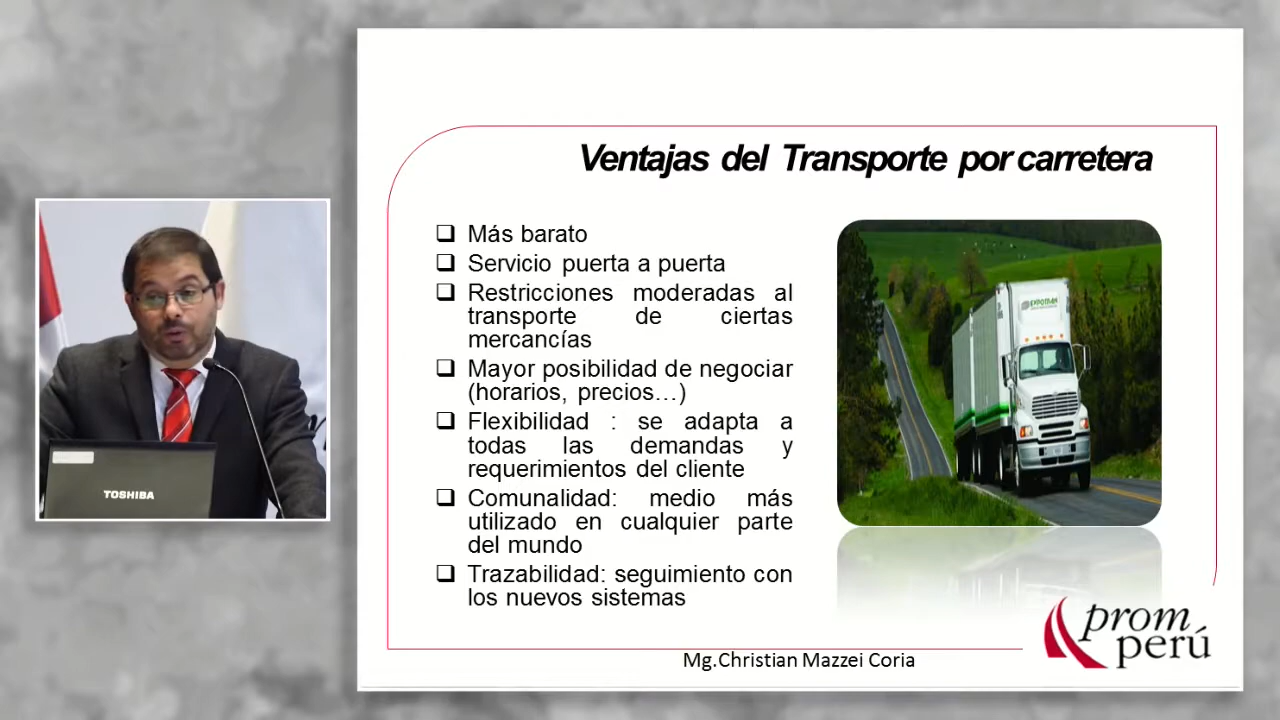 Ventajas del Transporte por carretera
Más barato
Servicio puerta a puerta
Restricciones moderadas al
transporte de ciertas
mercancías
Mayor posibilidad de negociar
(horarios, precios…)
Flexibilidad : se adapta a
todas las demandas y
requerimientos del cliente
Comunalidad: medio más
utilizado en cualquier parte
del mundo
Trazabilidad: seguimiento con
los nuevos sistemas
EXPOTRAN
TOSHIBA
prom
perú
Mg.Christian Mazzei Coria